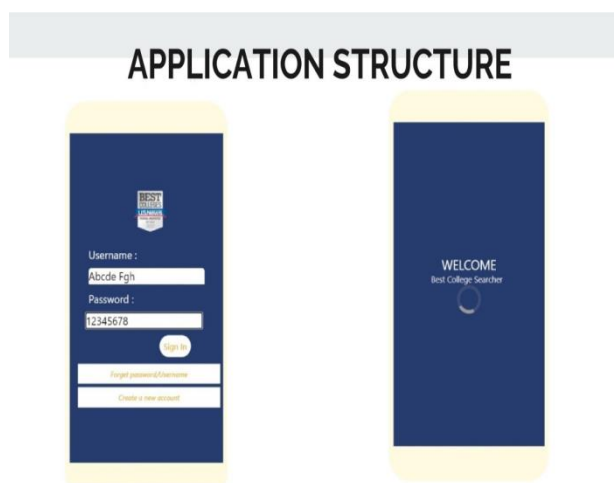 APPLICATION STRUCTURE
BEST
COLLEGES
U.S.NEWS
Username :
Abcde Fgh
Password :
12345678
Sign In
Forget password/Username
Create a new account
WELCOME
Best College Searcher